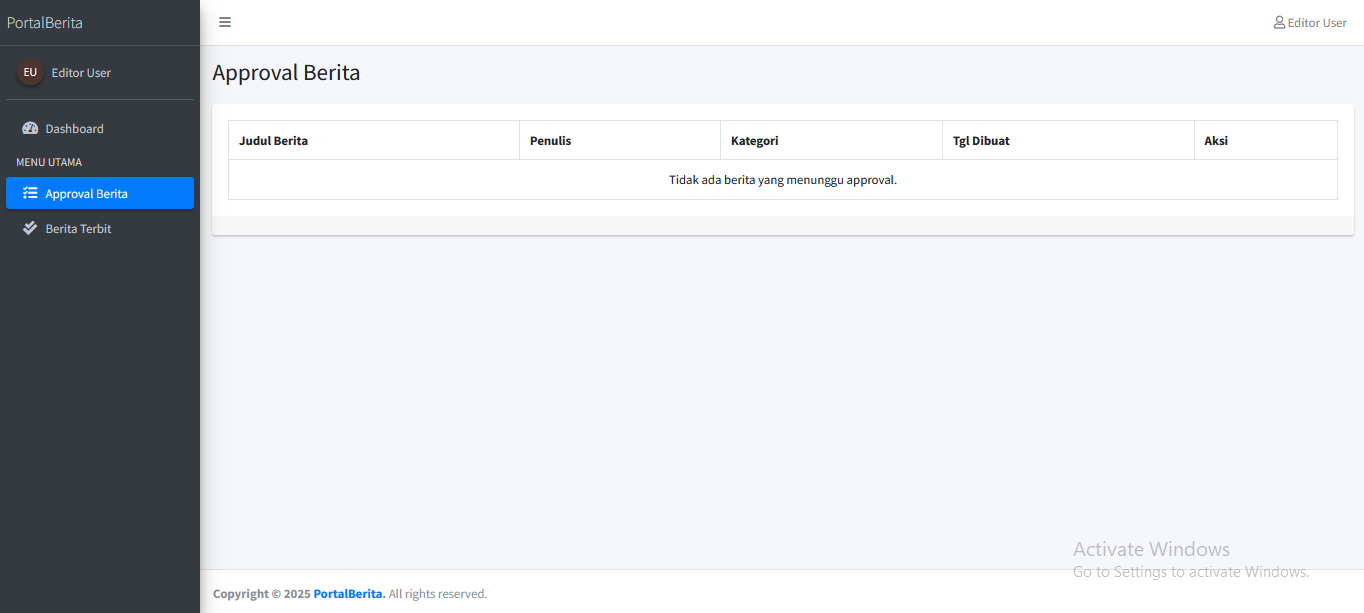 PortalBerita
Editor User
EU Editor User
Approval Berita
Dashboard
MENU UTAMA
Approval Berita
Berita Terbit
Judul Berita Penulis Kategori Tgl Dibuat Aksi
Tidak ada berita yang menunggu approval.
Activate Windows
Go to Settings to activate Windows.
Copyright © 2025 PortalBerita. All rights reserved.